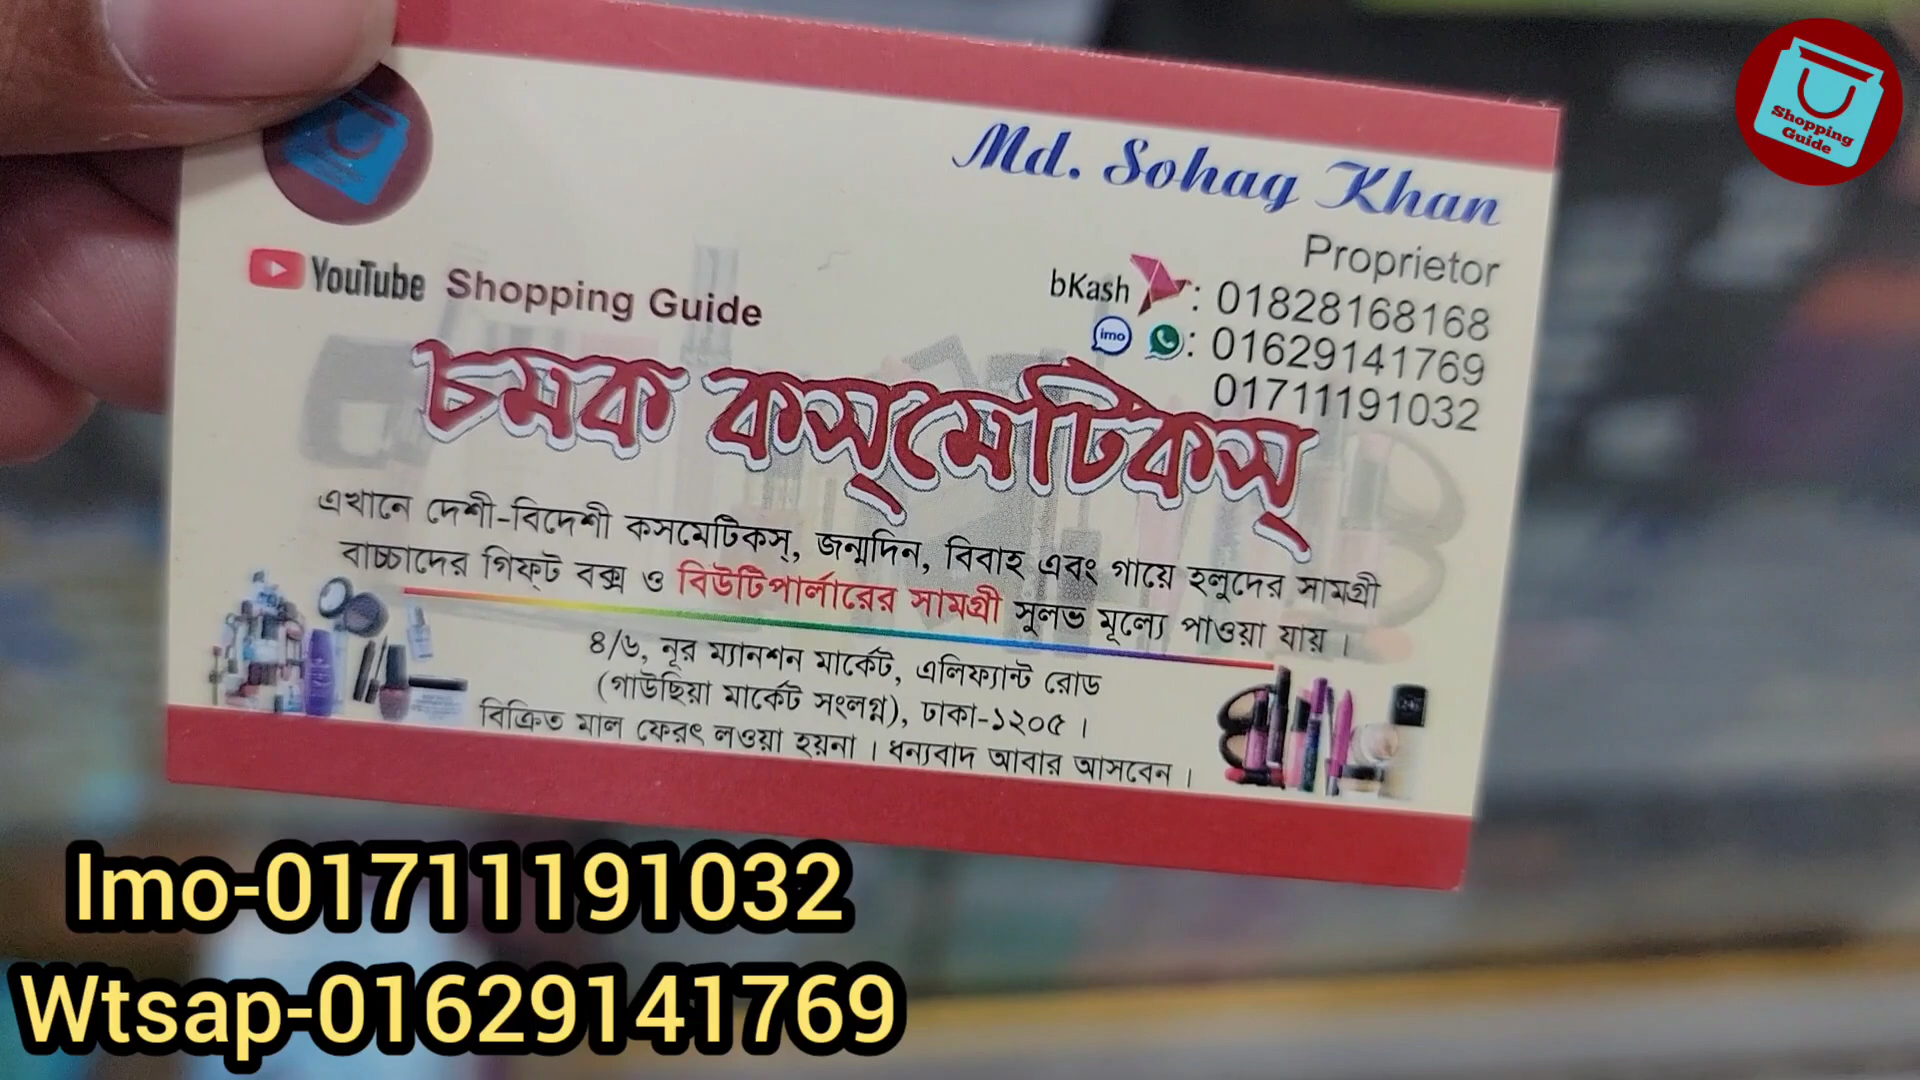 Shopping
Guide
Md. Sohag Khan
Proprietor
YouTube Shopping Guide
bKash : 01828168168
imo : 01629141769
01711191032
চমক কস্মেটিকস্
এখানে দেশী-বিদেশী কসমেটিকস্, জন্মদিন, বিবাহ এবং গায়ে হলুদের সামগ্রী
বাচ্চাদের গিফ্ট বক্স ও বিউটিপার্লারের সামগ্রী সুলভ মূল্যে পাওয়া যায় ।
৪/৬, নূর ম্যানশন মার্কেট, এলিফ্যান্ট রোড
(গাউছিয়া মার্কেট সংলগ্ন), ঢাকা-১২০৫ ।
বিক্রিত মাল ফেরৎ লওয়া হয়না । ধন্যবাদ আবার আসবেন ।
Imo-01711191032
Wtsap-01629141769